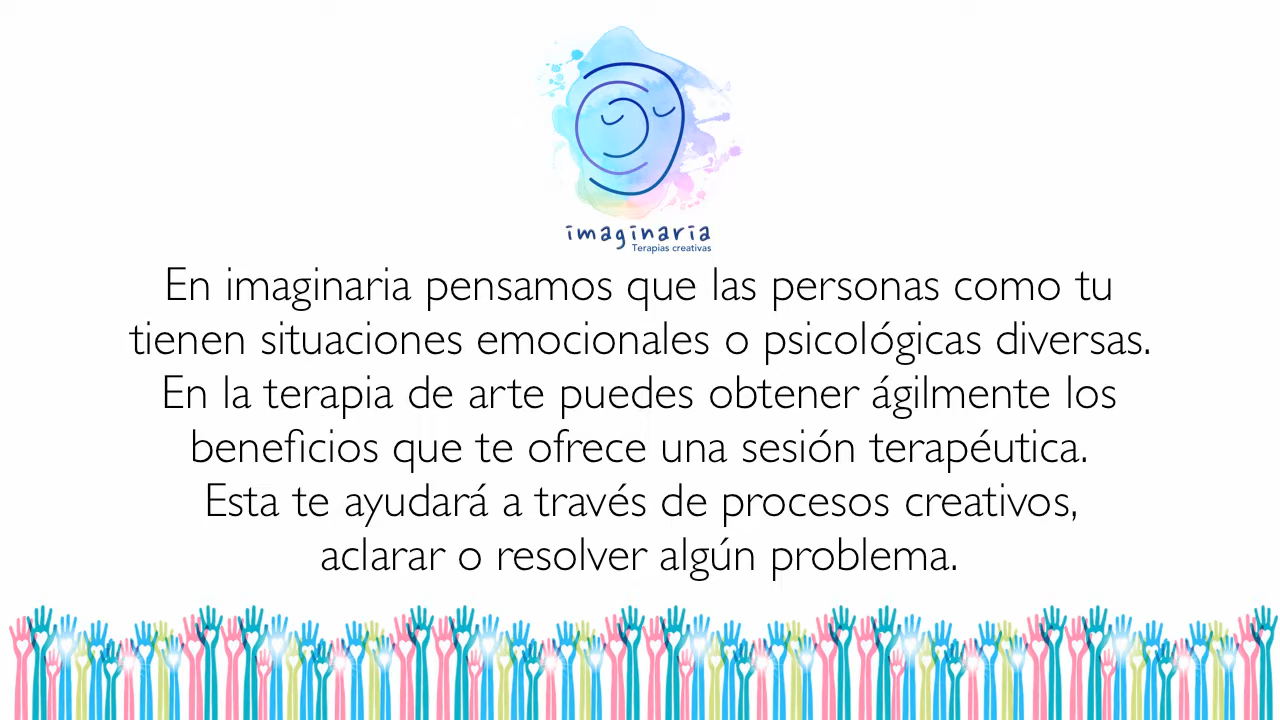 imaginaria
Terapias creativas
En imaginaria pensamos que las personas como tu
tienen situaciones emocionales o psicológicas diversas.
En la terapia de arte puedes obtener ágilmente los
beneficios que te ofrece una sesión terapéutica.
Esta te ayudará a través de procesos creativos,
aclarar o resolver algún problema.